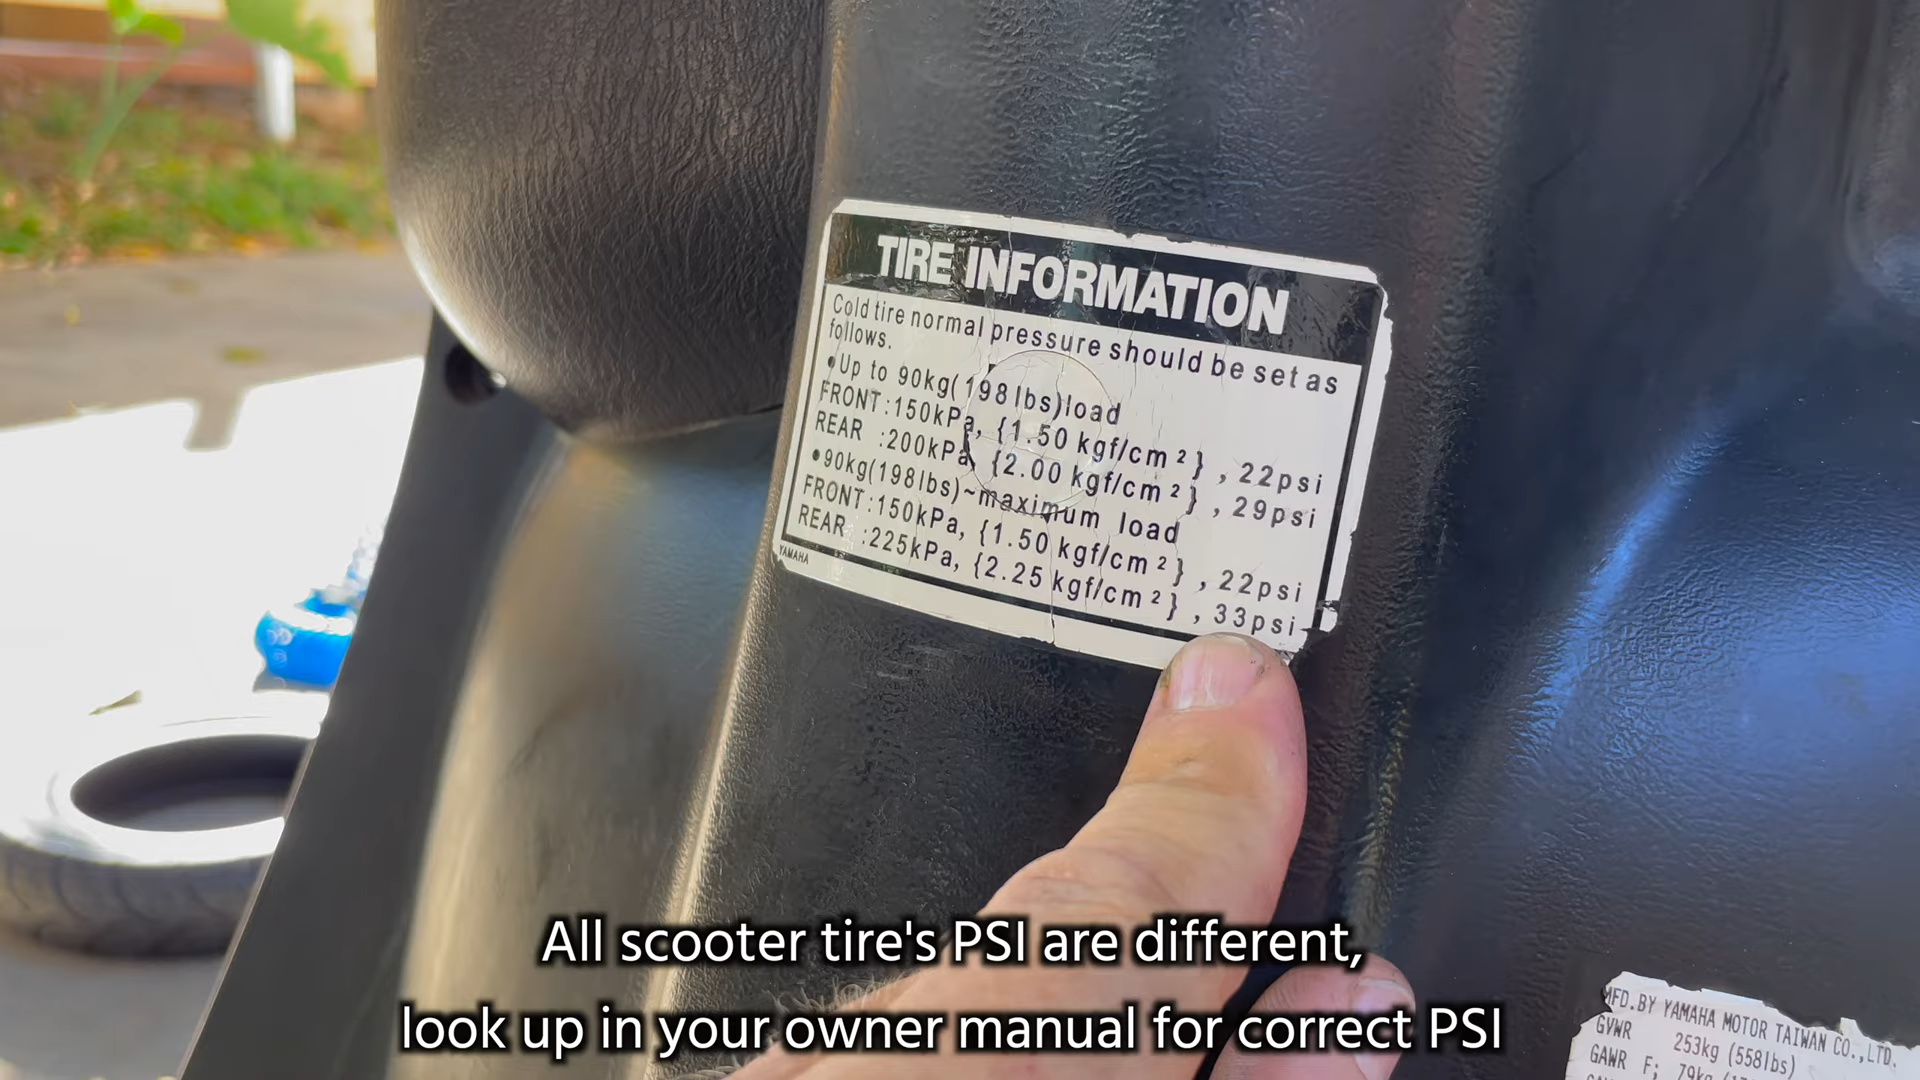 TIRE INFORMATION
Cold tire normal pressure should be set as
follows.
•Up to 90kg(198lbs)load
FRONT:150kPa, {1.50 kgf/cm²} , 22psi
REAR :200kPa, {2.00 kgf/cm²} , 29psi
•90kg(198lbs)~maximum load
FRONT:150kPa, {1.50 kgf/cm²} , 22psi
REAR :225kPa, {2.25 kgf/cm²} , 33psi
YAMAHA
MFD.BY YAMAHA MOTOR TAIWAN CO.,LTD.
GVWR 253kg (558lbs)
GAWR F; 79kg
All scooter tire's PSI are different,
look up in your owner manual for correct PSI